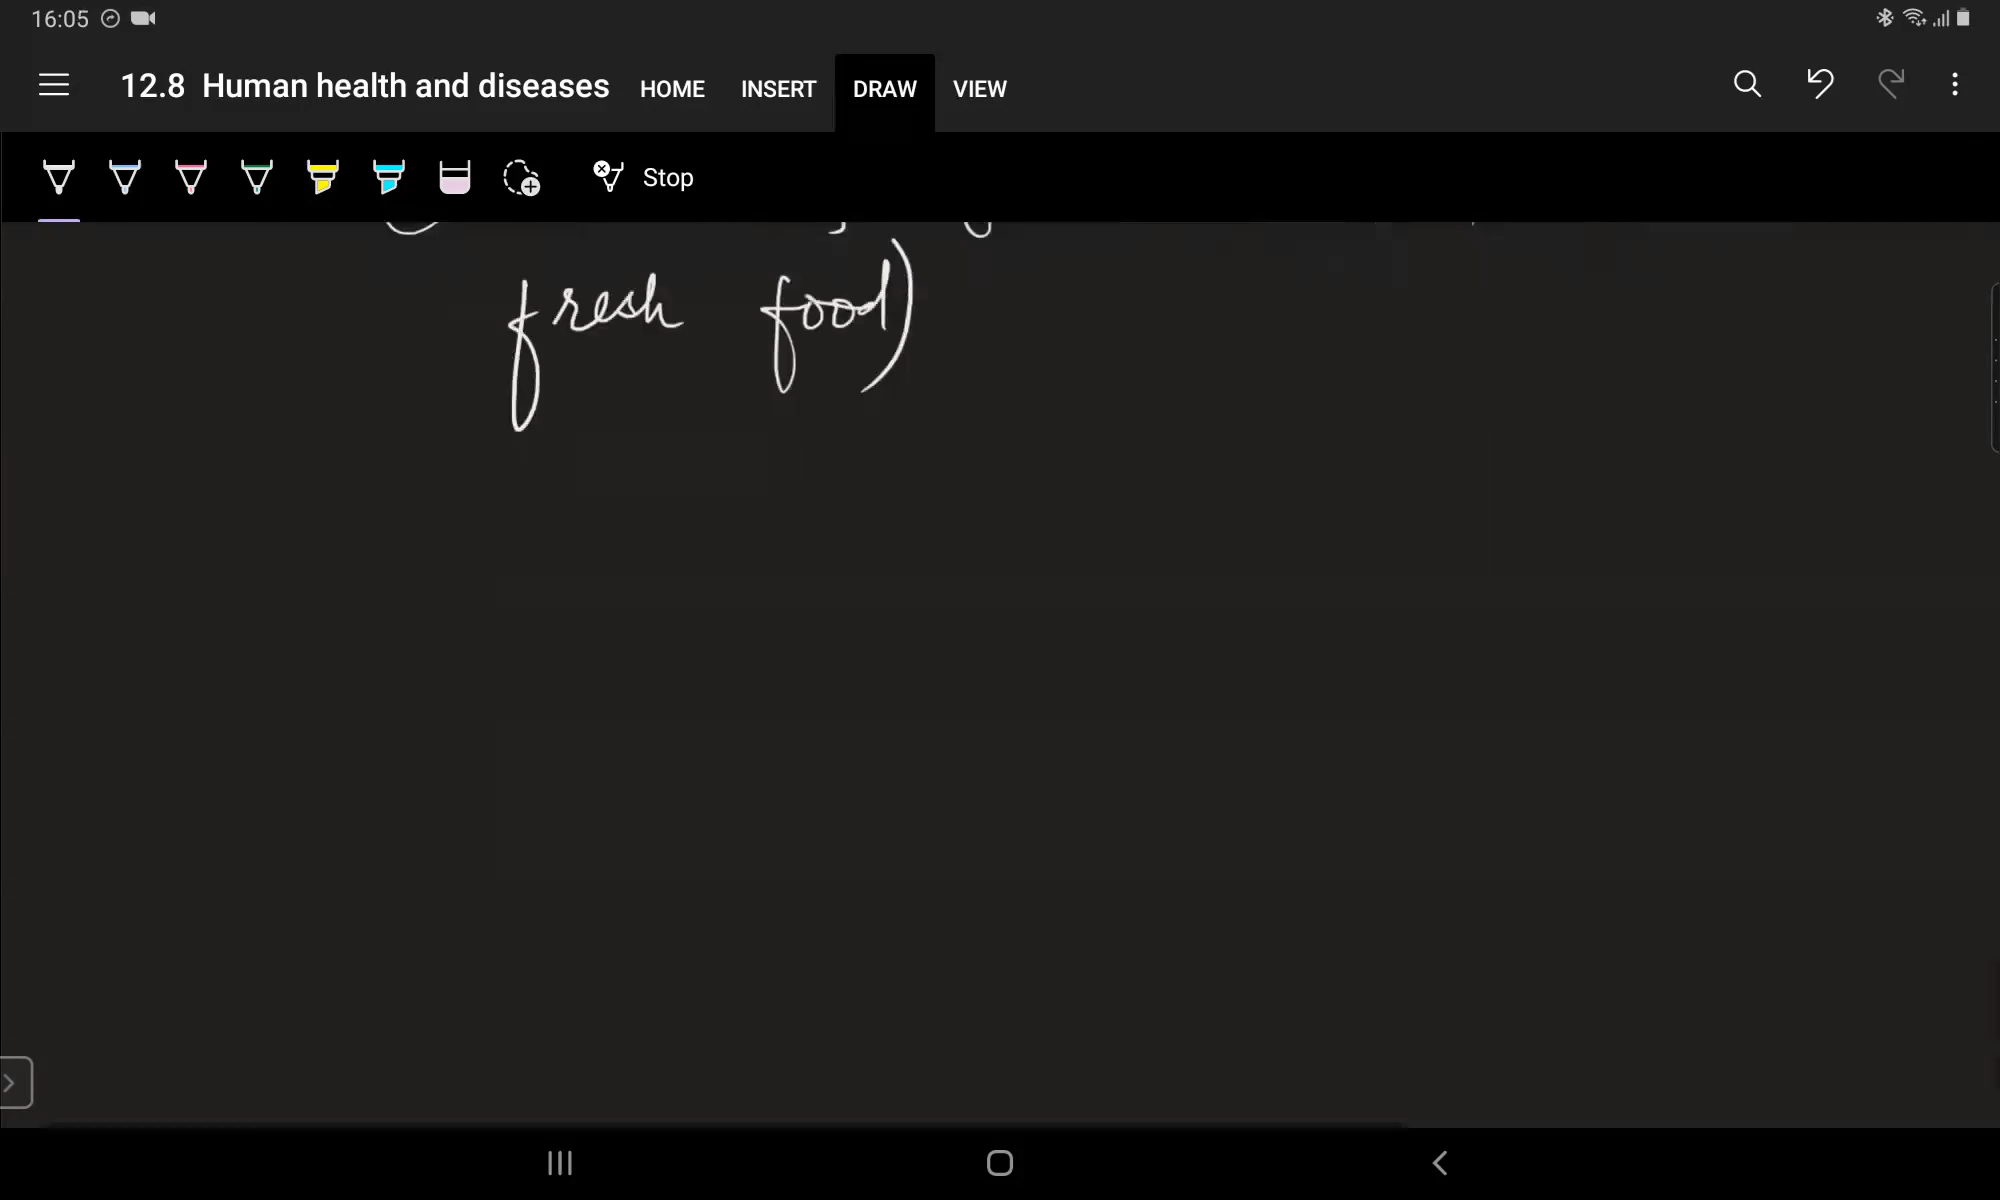 16:05
12.8 Human health and diseases HOME INSERT DRAW VIEW
Stop
fresh food)